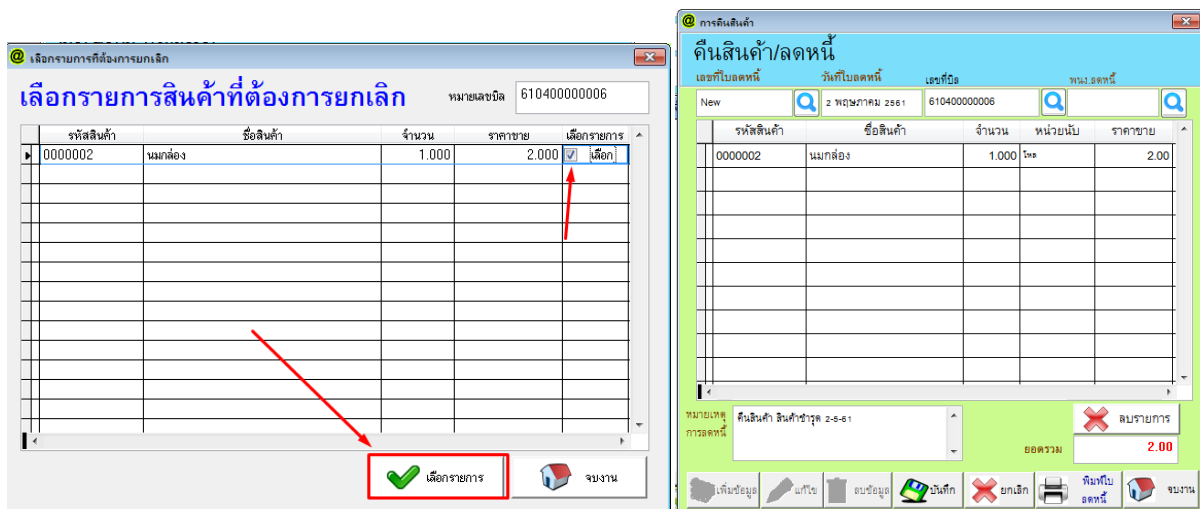 เลือกรายการที่ต้องการยกเลิก
เลือกรายการสินค้าที่ต้องการยกเลิก
หมายเลขบิล 610400000006
รหัสสินค้า ชื่อสินค้า จำนวน ราคาขาย เลือกรายการ
0000002 นมกล่อง 1.000 2.000 เลือก
เลือกรายการ จบงาน
การคืนสินค้า
คืนสินค้า/ลดหนี้
เลขที่ใบลดหนี้ วันที่ใบลดหนี้ เลขที่บิล พนง.ลดหนี้
New 2 พฤษภาคม 2561 610400000006
รหัสสินค้า ชื่อสินค้า จำนวน หน่วยนับ ราคาขาย
0000002 นมกล่อง 1.000 โหล 2.00
หมายเหตุ
การลดหนี้
คืนสินค้า สินค้าชำรุด 2-5-61
ลบรายการ
ยอดรวม 2.00
เพิ่มข้อมูล แก้ไข ลบข้อมูล บันทึก ยกเลิก พิมพ์ใบ
ลดหนี้ จบงาน